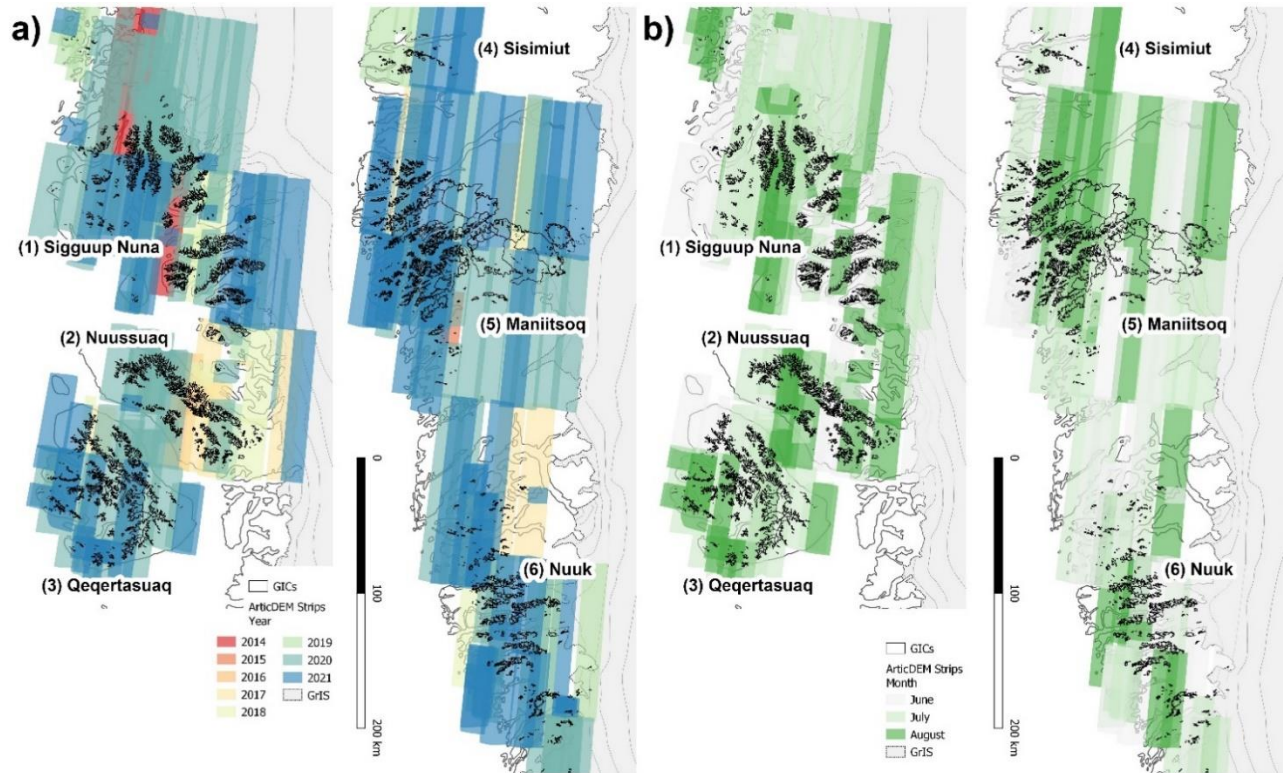 a)
(4) Sisimiut
(1) Sigguup Nuna
(5) Maniitsoq
(2) Nuussuaq
(6) Nuuk
(3) Qeqertasuaq
GICs
ArticDEM Strips
Year
2014
2015
2016
2017
2018
2019
2020
2021
GrIS
0
100
200 km
b)
(4) Sisimiut
(1) Sigguup Nuna
(5) Maniitsoq
(2) Nuussuaq
(6) Nuuk
(3) Qeqertasuaq
GICs
ArticDEM Strips
Month
June
July
August
GrIS
0
100
200 km